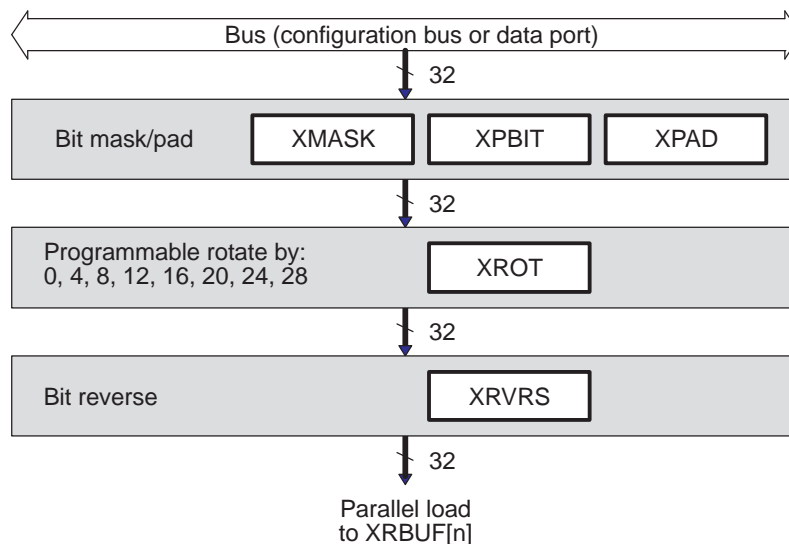 Bus (configuration bus or data port)
32
Bit mask/pad XMASK XPBIT XPAD
32
Programmable rotate by:
0, 4, 8, 12, 16, 20, 24, 28
XROT
32
Bit reverse XRVRS
32
Parallel load
to XRBUF[n]